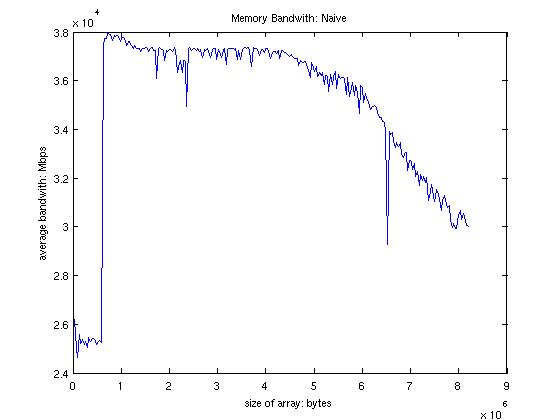 Memory Bandwith: Naive
x 10 4
3.8
3.6
3.4
3.2
3
2.8
2.6
2.4
average bandwith: Mbps
0 1 2 3 4 5 6 7 8 9
size of array: bytes
x 10 6